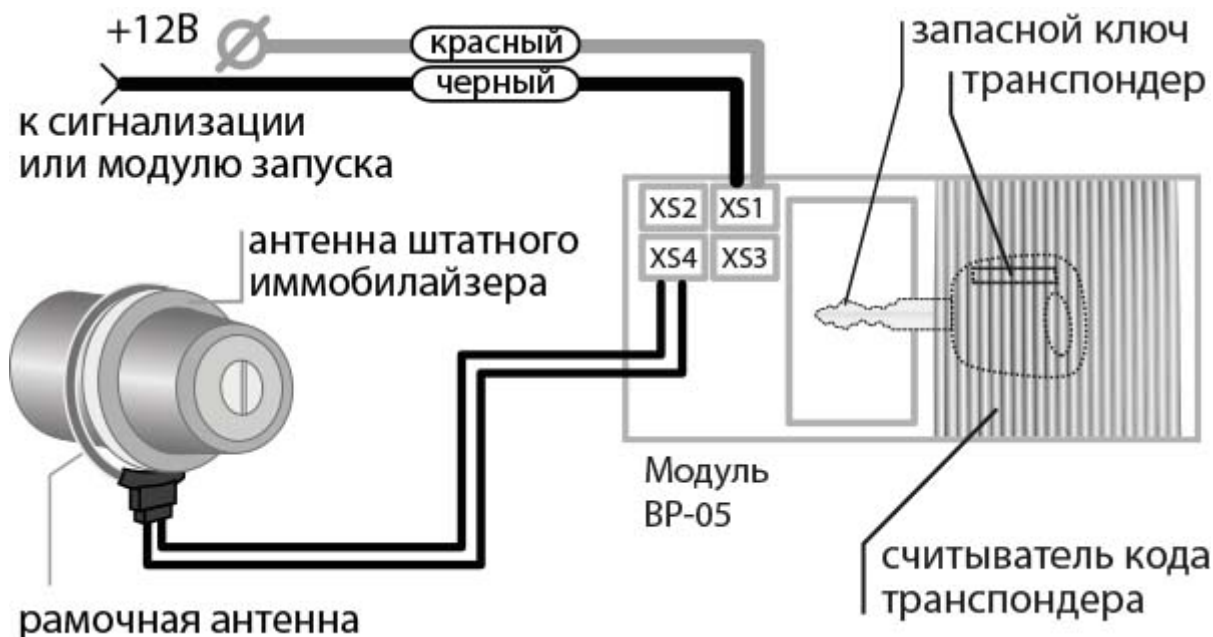 +12В
красный
черный
к сигнализации
или модулю запуска
запасной ключ
транспондер
XS2 XS1
XS4 XS3
антенна штатного
иммобилайзера
Модуль
BP-05
считыватель кода
транспондера
рамочная антенна